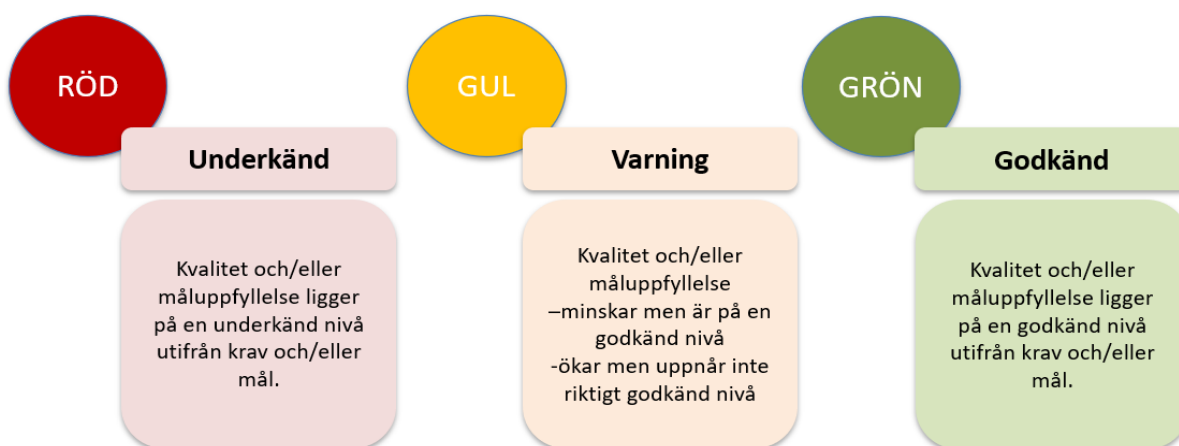 RÖD
Underkänd
Kvalitet och/eller
måluppfyllelse ligger
på en underkänd nivå
utifrån krav och/eller
mål.
GUL
Varning
Kvalitet och/eller
måluppfyllelse
–minskar men är på en
godkänd nivå
-ökar men uppnår inte
riktigt godkänd nivå
GRÖN
Godkänd
Kvalitet och/eller
måluppfyllelse ligger
på en godkänd nivå
utifrån krav och/eller
mål.